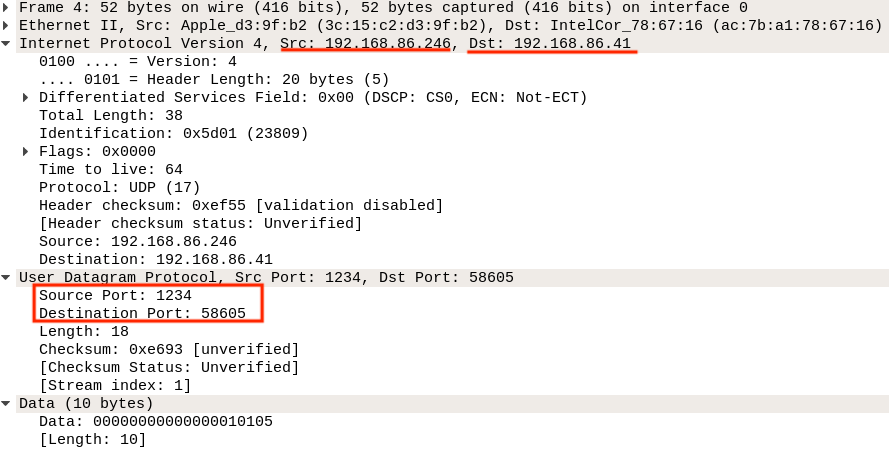 Frame 4: 52 bytes on wire (416 bits), 52 bytes captured (416 bits) on interface 0
Ethernet II, Src: Apple_d3:9f:b2 (3c:15:c2:d3:9f:b2), Dst: IntelCor_78:67:16 (ac:7b:a1:78:67:16)
Internet Protocol Version 4, Src: 192.168.86.246, Dst: 192.168.86.41
0100 .... = Version: 4
.... 0101 = Header Length: 20 bytes (5)
Differentiated Services Field: 0x00 (DSCP: CS0, ECN: Not-ECT)
Total Length: 38
Identification: 0x5d01 (23809)
Flags: 0x0000
Time to live: 64
Protocol: UDP (17)
Header checksum: 0xef55 [validation disabled]
[Header checksum status: Unverified]
Source: 192.168.86.246
Destination: 192.168.86.41
User Datagram Protocol, Src Port: 1234, Dst Port: 58605
Source Port: 1234
Destination Port: 58605
Length: 18
Checksum: 0xe693 [unverified]
[Checksum Status: Unverified]
[Stream index: 1]
Data (10 bytes)
Data: 00000000000000010105
[Length: 10]